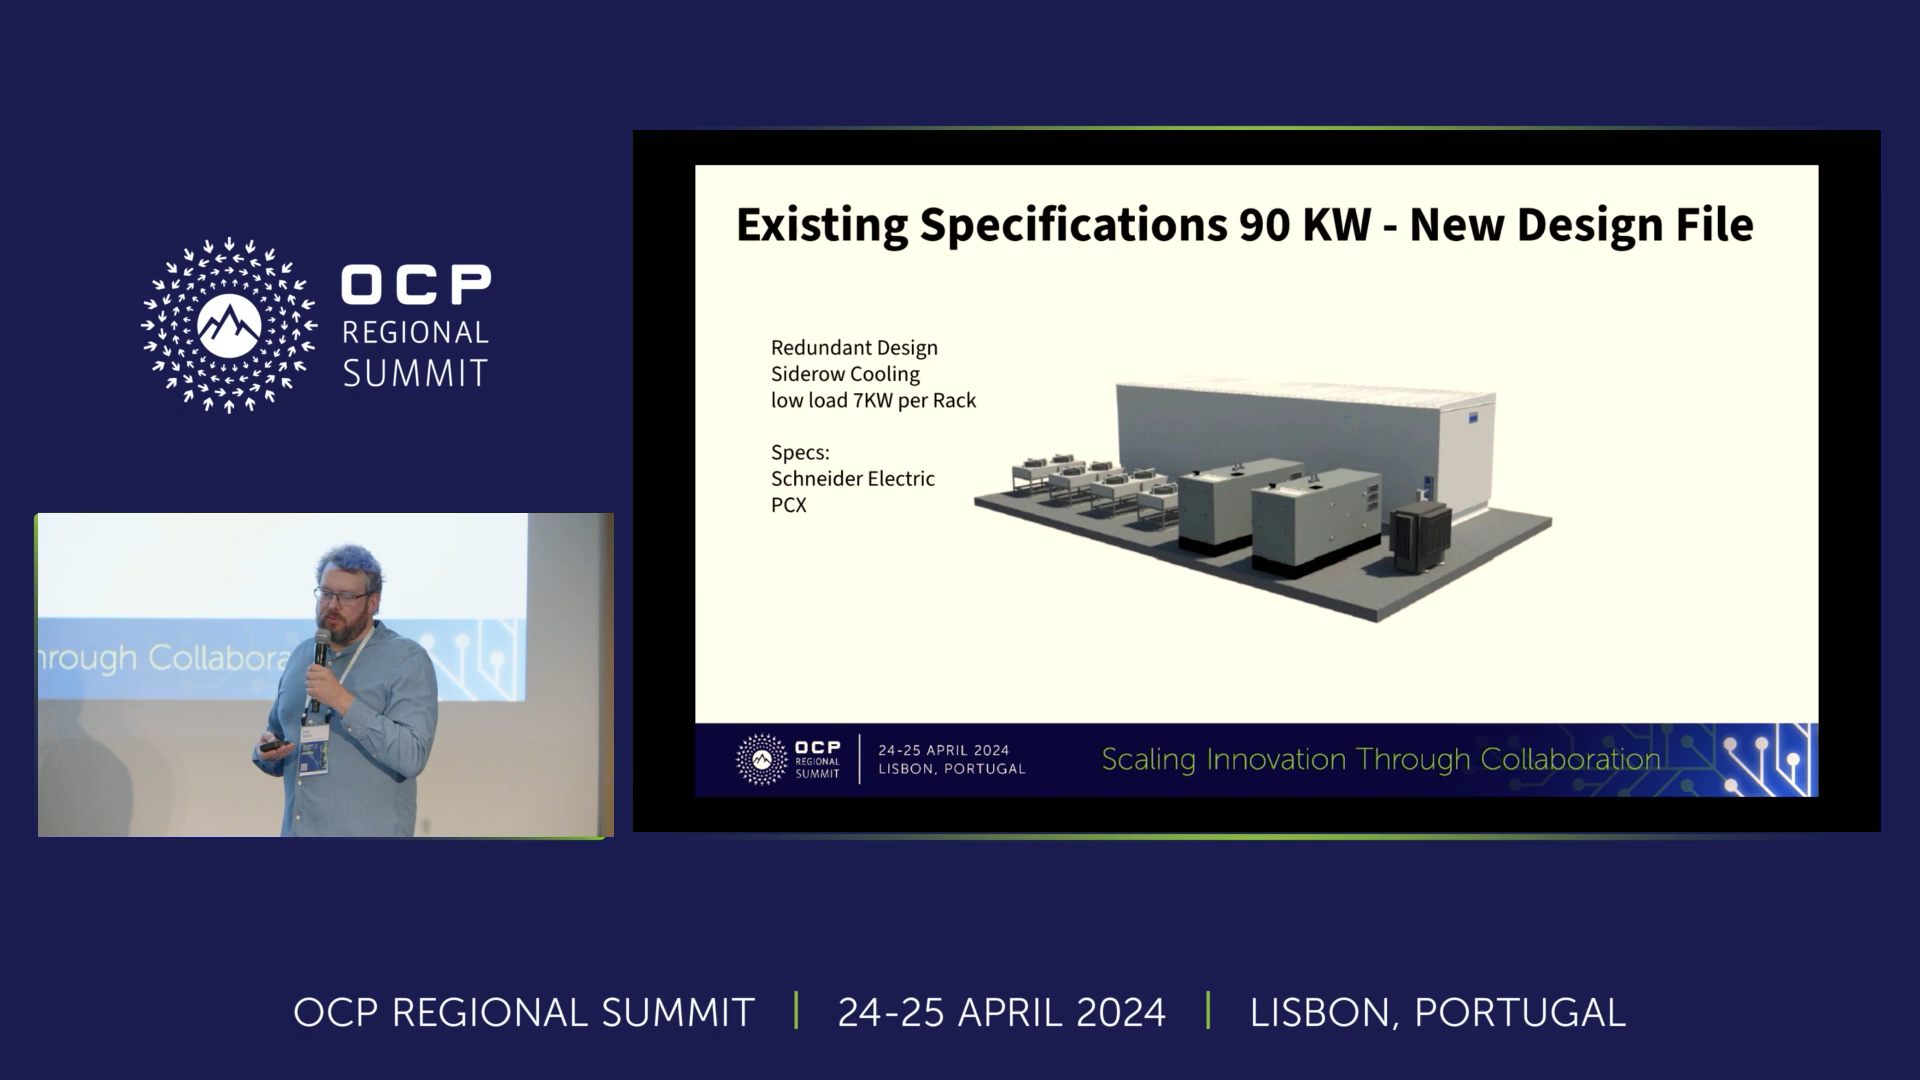 OCP
REGIONAL
SUMMIT
Existing Specifications 90 KW - New Design File
Redundant Design
Siderow Cooling
low load 7KW per Rack
Specs:
Schneider Electric
PCX
OCP
REGIONAL
SUMMIT
24-25 APRIL 2024
LISBON, PORTUGAL
Scaling Innovation Through Collaboration
hrough Collabora
OCP REGIONAL SUMMIT | 24-25 APRIL 2024 | LISBON, PORTUGAL